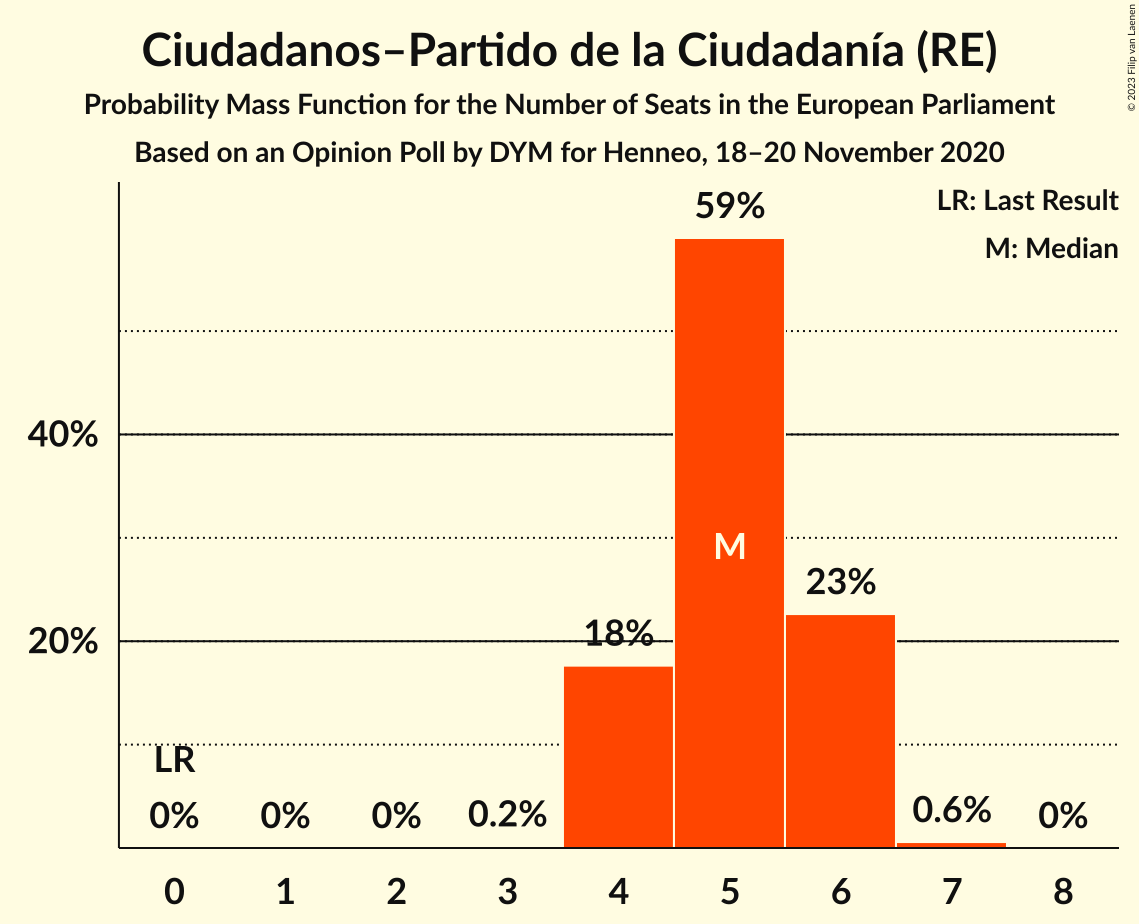 Ciudadanos–Partido de la Ciudadanía (RE)
Probability Mass Function for the Number of Seats in the European Parliament
Based on an Opinion Poll by DYM for Henneo, 18–20 November 2020
© 2023 Filip van Laenen
LR: Last Result
M: Median
59%
40%
M
23%
20%
18%
LR
0%
0%
0%
0.2%
0.6%
0%
0
1
2
3
4
5
6
7
8